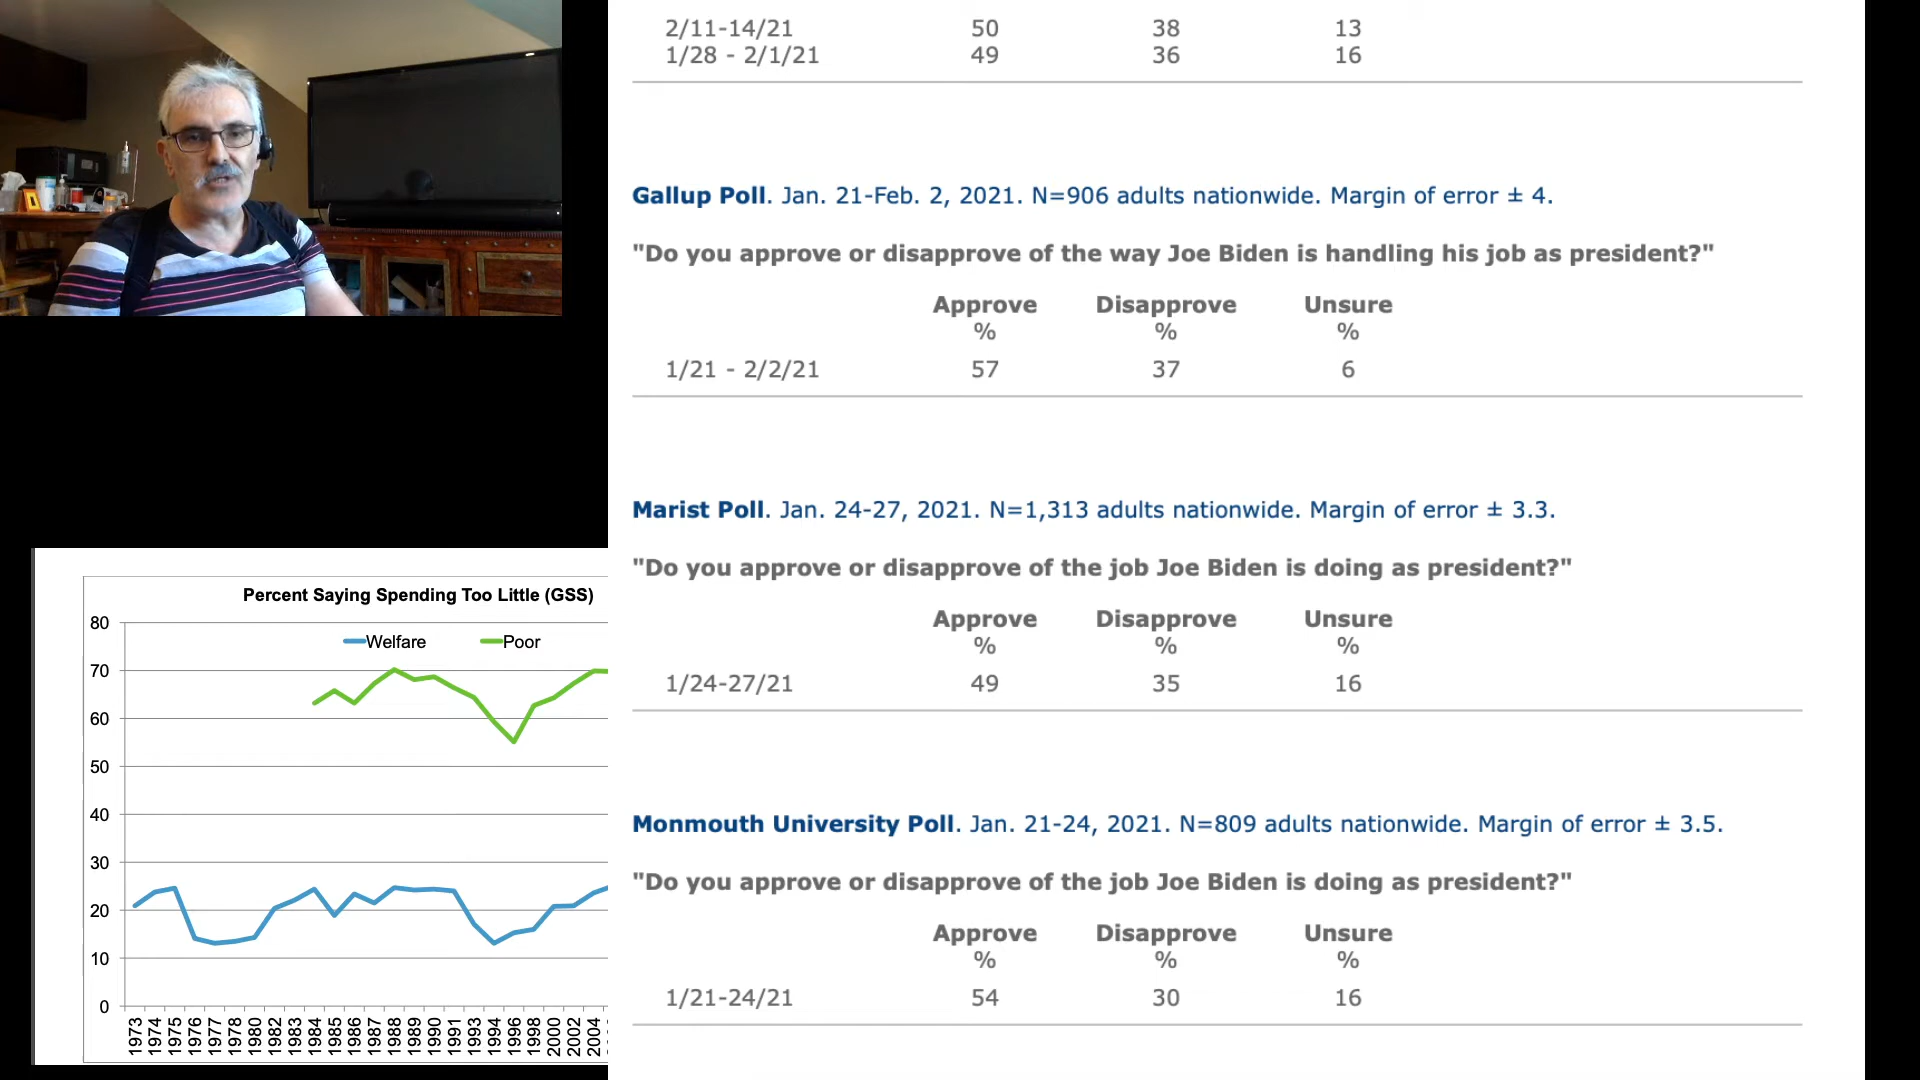 2/11-14/21 50 38 13
1/28 - 2/1/21 49 36 16
Gallup Poll. Jan. 21-Feb. 2, 2021. N=906 adults nationwide. Margin of error ± 4.
"Do you approve or disapprove of the way Joe Biden is handling his job as president?"
Approve Disapprove Unsure
% % %
1/21 - 2/2/21 57 37 6
Marist Poll. Jan. 24-27, 2021. N=1,313 adults nationwide. Margin of error ± 3.3.
"Do you approve or disapprove of the job Joe Biden is doing as president?"
Approve Disapprove Unsure
% % %
1/24-27/21 49 35 16
Monmouth University Poll. Jan. 21-24, 2021. N=809 adults nationwide. Margin of error ± 3.5.
"Do you approve or disapprove of the job Joe Biden is doing as president?"
Approve Disapprove Unsure
% % %
1/21-24/21 54 30 16
Percent Saying Spending Too Little (GSS)
Welfare Poor
80
70
60
50
40
30
20
10
0
1973 1974 1975 1976 1977 1978 1980 1982 1983 1984 1985 1986 1987 1988 1989 1990 1991 1993 1994 1996 1998 2000 2002 2004